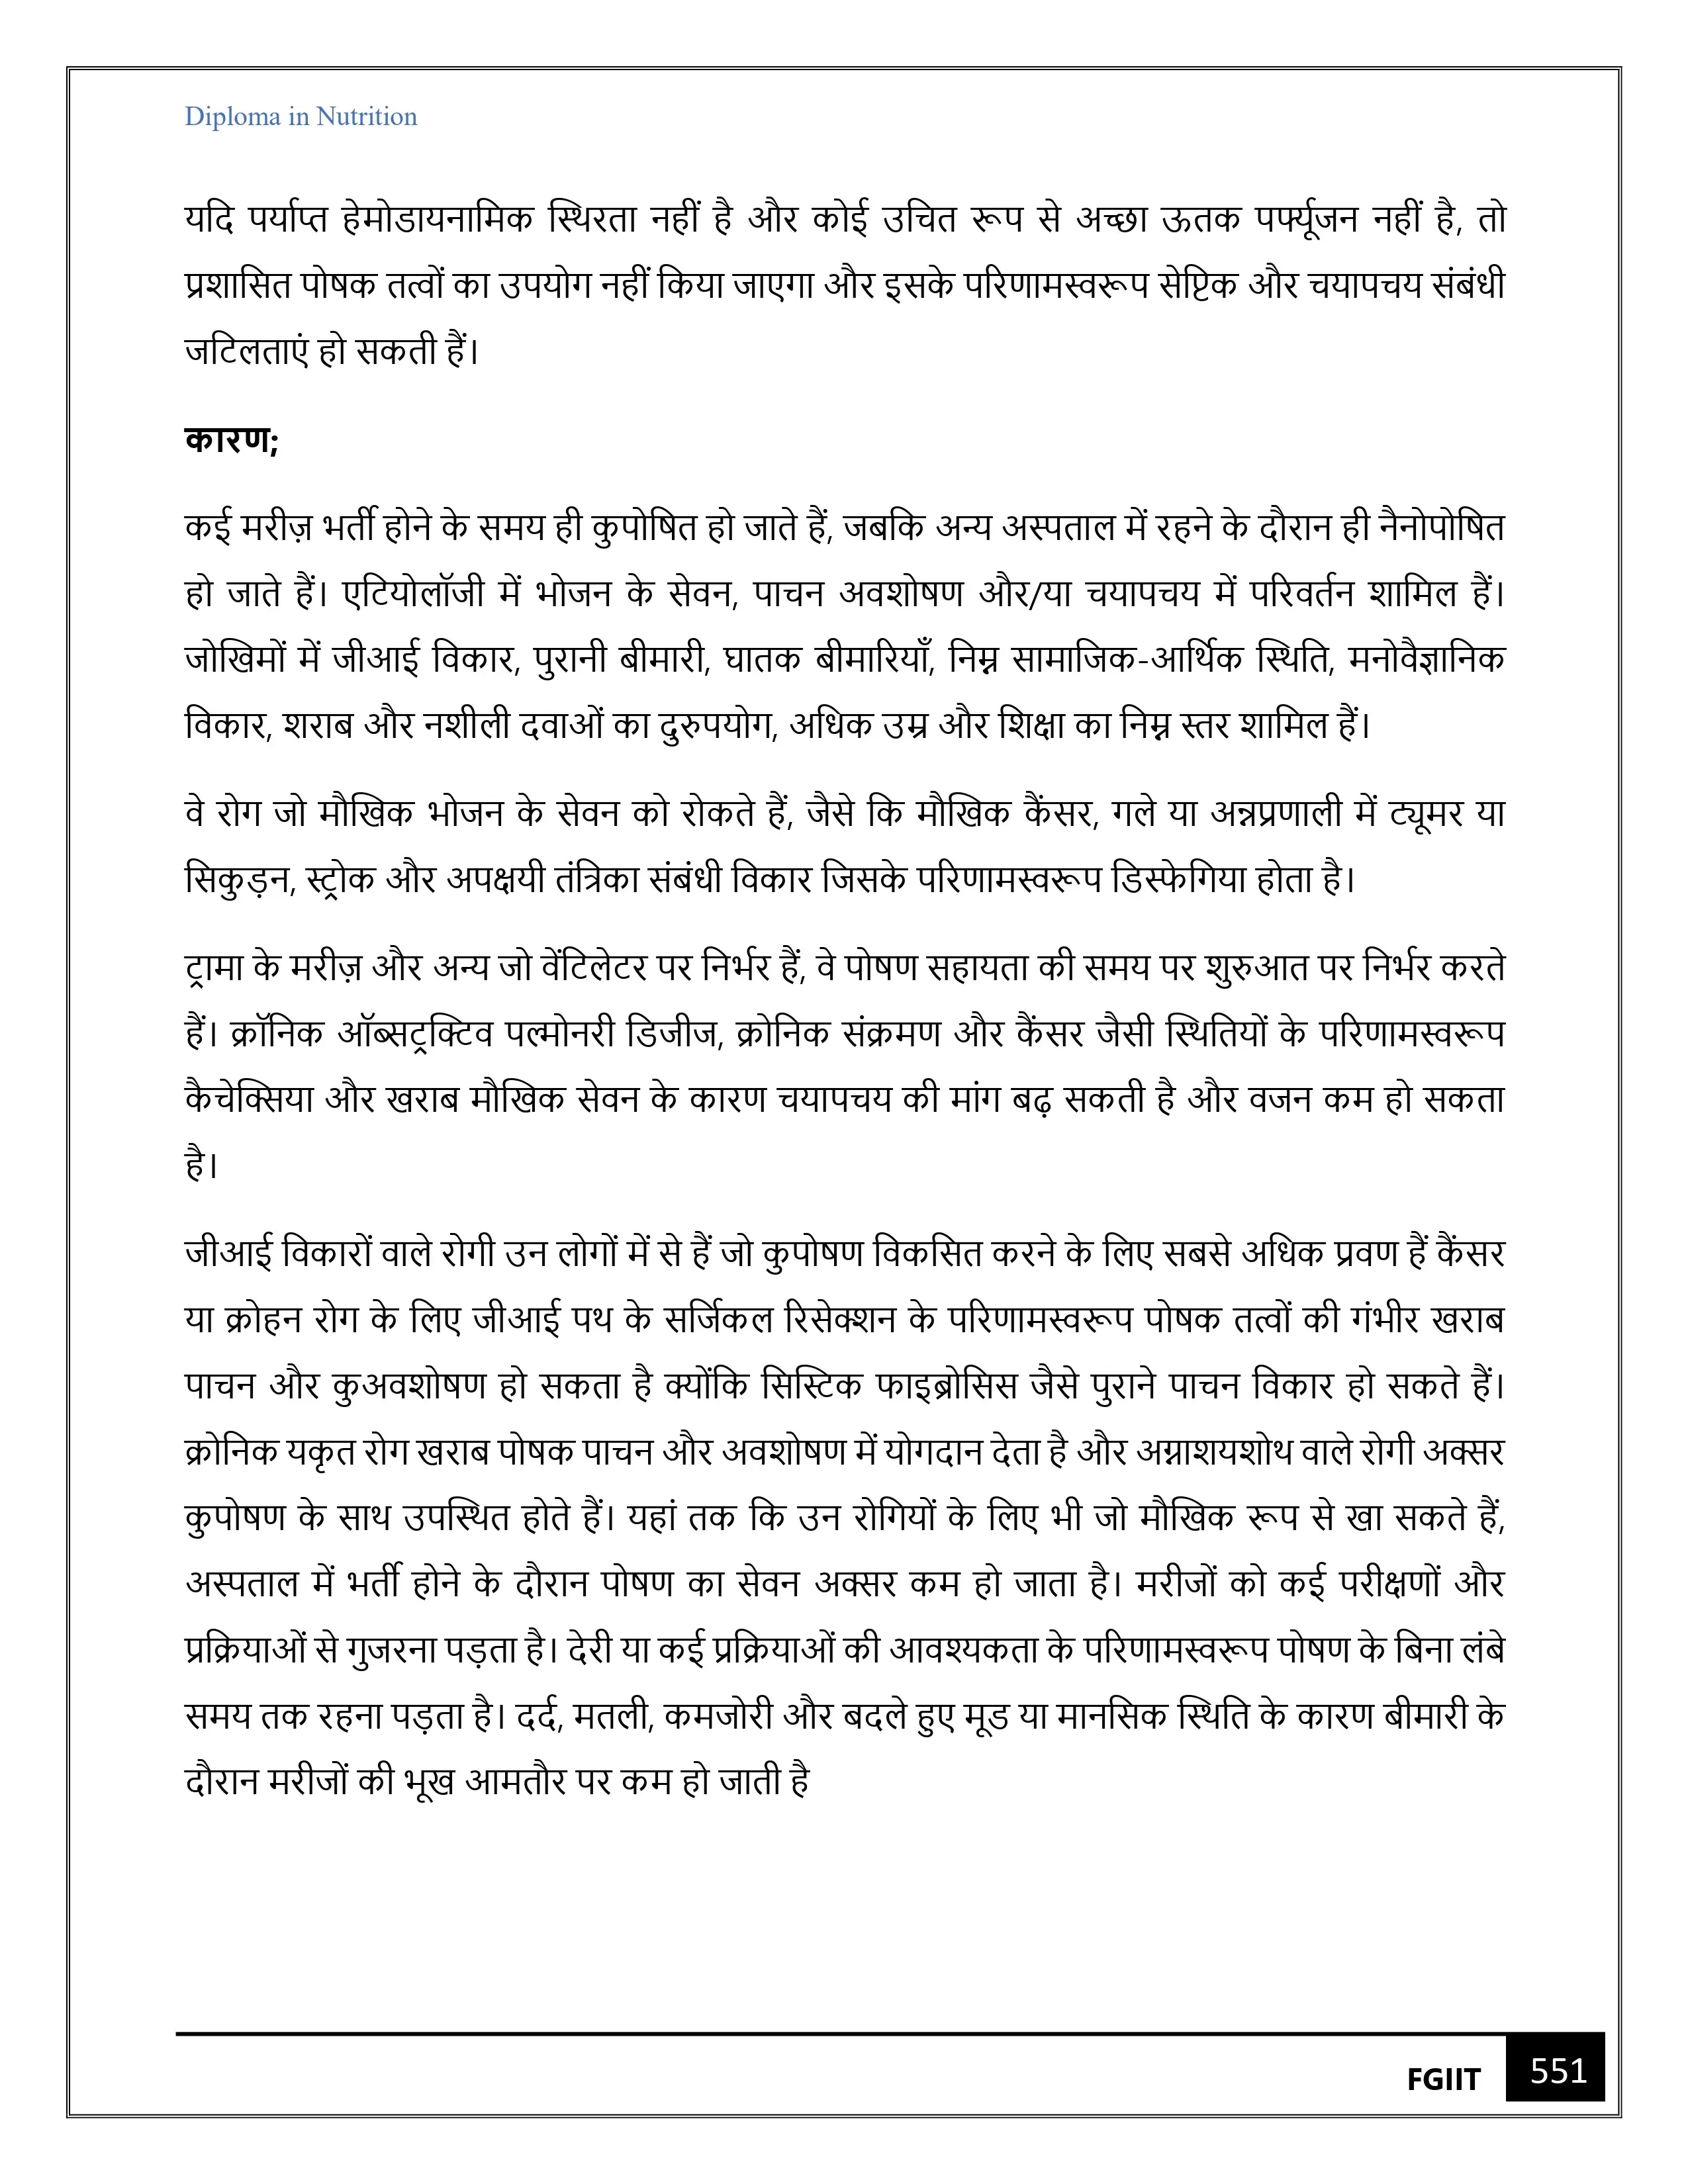 Diploma in Nutrition
यदि पर्याप्त हेमोडायनामिक स्थिरता नहीं है और कोई उचित रूप से अच्छा ऊतक पर्फ्यूजन नहीं है, तो
प्रशासित पोषक तत्वों का उपयोग नहीं किया जाएगा और इसके परिणामस्वरूप सेप्टिक और चयापचय संबंधी
जटिलताएं हो सकती हैं।
कारण;
कई मरीज़ भर्ती होने के समय ही कुपोषित हो जाते हैं, जबकि अन्य अस्पताल में रहने के दौरान ही नैनोपोषित
हो जाते हैं। एटियोलॉजी में भोजन के सेवन, पाचन अवशोषण और/या चयापचय में परिवर्तन शामिल हैं।
जोखिमों में जीआई विकार, पुरानी बीमारी, घातक बीमारियाँ, निम्न सामाजिक-आर्थिक स्थिति, मनोवैज्ञानिक
विकार, शराब और नशीली दवाओं का दुरुपयोग, अधिक उम्र और शिक्षा का निम्न स्तर शामिल हैं।
वे रोग जो मौखिक भोजन के सेवन को रोकते हैं, जैसे कि मौखिक कैंसर, गले या अन्नप्रणाली में ट्यूमर या
सिकुड़न, स्ट्रोक और अपक्षयी तंत्रिका संबंधी विकार जिसके परिणामस्वरूप डिस्फेगिया होता है।
ट्रामा के मरीज़ और अन्य जो वेंटिलेटर पर निर्भर हैं, वे पोषण सहायता की समय पर शुरुआत पर निर्भर करते
हैं। क्रॉनिक ऑब्सट्रक्टिव पल्मोनरी डिजीज, क्रोनिक संक्रमण और कैंसर जैसी स्थितियों के परिणामस्वरूप
कैचेक्सिया और खराब मौखिक सेवन के कारण चयापचय की मांग बढ़ सकती है और वजन कम हो सकता
है।
जीआई विकारों वाले रोगी उन लोगों में से हैं जो कुपोषण विकसित करने के लिए सबसे अधिक प्रवण हैं कैंसर
या क्रोहन रोग के लिए जीआई पथ के सर्जिकल रिसेक्शन के परिणामस्वरूप पोषक तत्वों की गंभीर खराब
पाचन और कुअवशोषण हो सकता है क्योंकि सिस्टिक फाइब्रोसिस जैसे पुराने पाचन विकार हो सकते हैं।
क्रोनिक यकृत रोग खराब पोषक पाचन और अवशोषण में योगदान देता है और अग्नाशयशोथ वाले रोगी अक्सर
कुपोषण के साथ उपस्थित होते हैं। यहां तक कि उन रोगियों के लिए भी जो मौखिक रूप से खा सकते हैं,
अस्पताल में भर्ती होने के दौरान पोषण का सेवन अक्सर कम हो जाता है। मरीजों को कई परीक्षणों और
प्रक्रियाओं से गुजरना पड़ता है। देरी या कई प्रक्रियाओं की आवश्यकता के परिणामस्वरूप पोषण के बिना लंबे
समय तक रहना पड़ता है। दर्द, मतली, कमजोरी और बदले हुए मूड या मानसिक स्थिति के कारण बीमारी के
दौरान मरीजों की भूख आमतौर पर कम हो जाती है
FGIIT 551